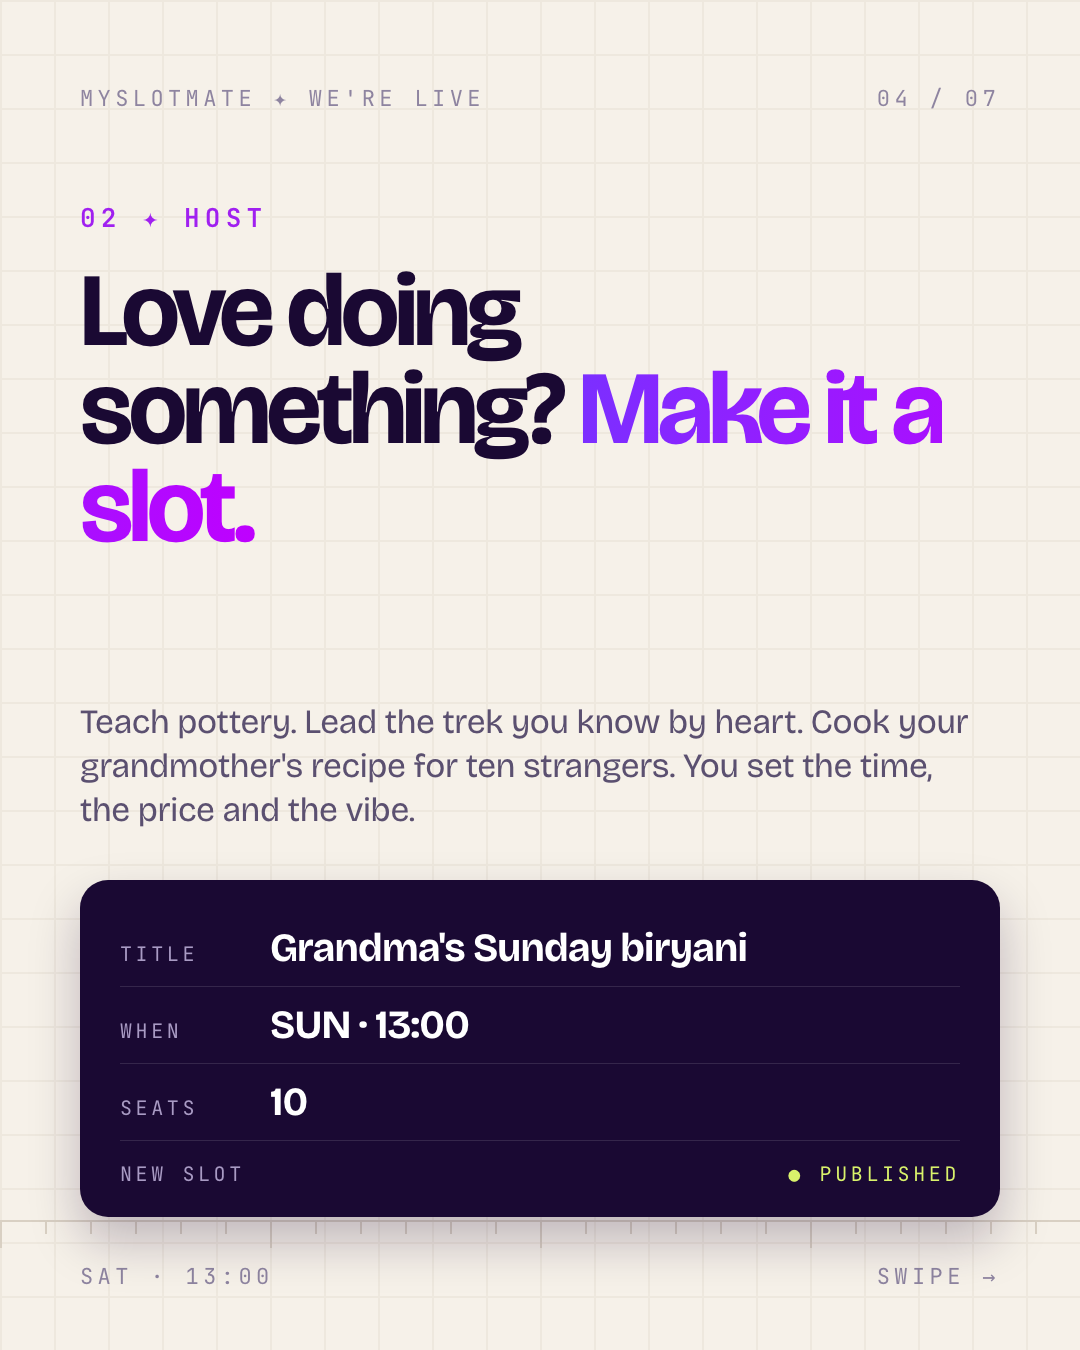 MYSLOTMATE ✦ WE'RE LIVE
04 / 07
02 ✦ HOST
Love doing
something? Make it a
slot.
Teach pottery. Lead the trek you know by heart. Cook your
grandmother's recipe for ten strangers. You set the time,
the price and the vibe.
TITLE Grandma's Sunday biryani
WHEN SUN · 13:00
SEATS 10
NEW SLOT ● PUBLISHED
SAT · 13:00
SWIPE →